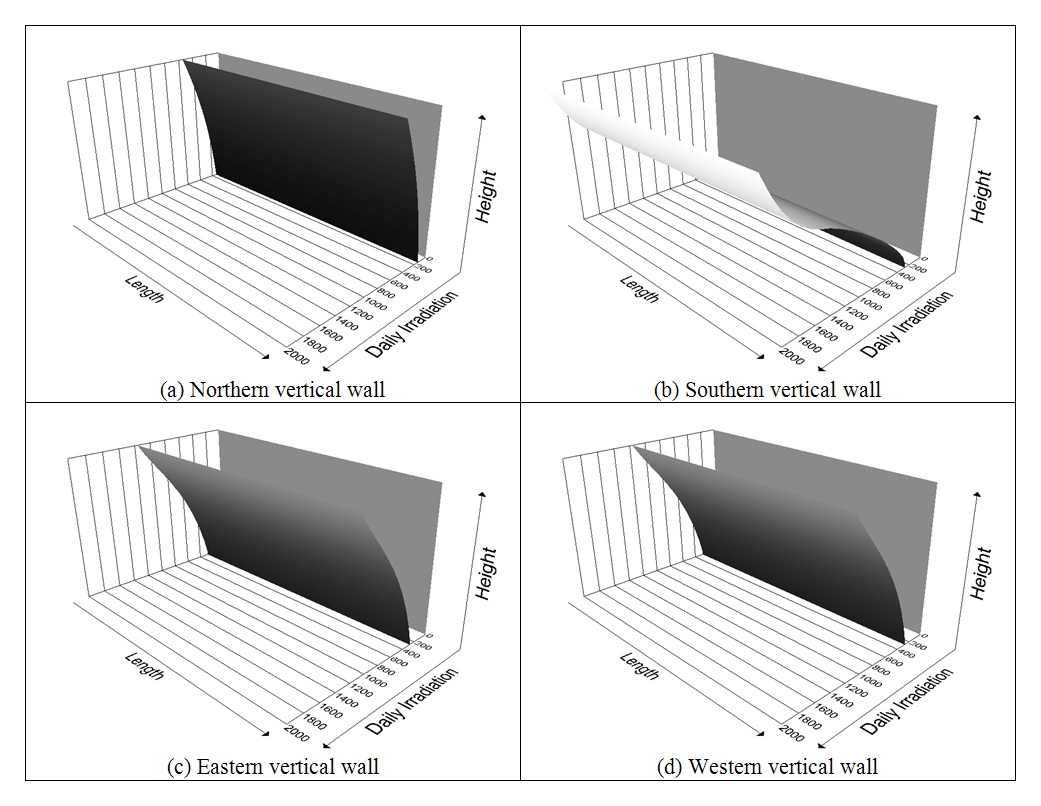 Height
0
200
400
600
800
1000
1200
1400
1600
1800
2000
Length
Daily Irradiation
(a) Northern vertical wall
Height
0
200
400
600
800
1000
1200
1400
1600
1800
2000
Length
Daily Irradiation
(b) Southern vertical wall
Height
0
200
400
600
800
1000
1200
1400
1600
1800
2000
Length
Daily Irradiation
(c) Eastern vertical wall
Height
0
200
400
600
800
1000
1200
1400
1600
1800
2000
Length
Daily Irradiation
(d) Western vertical wall